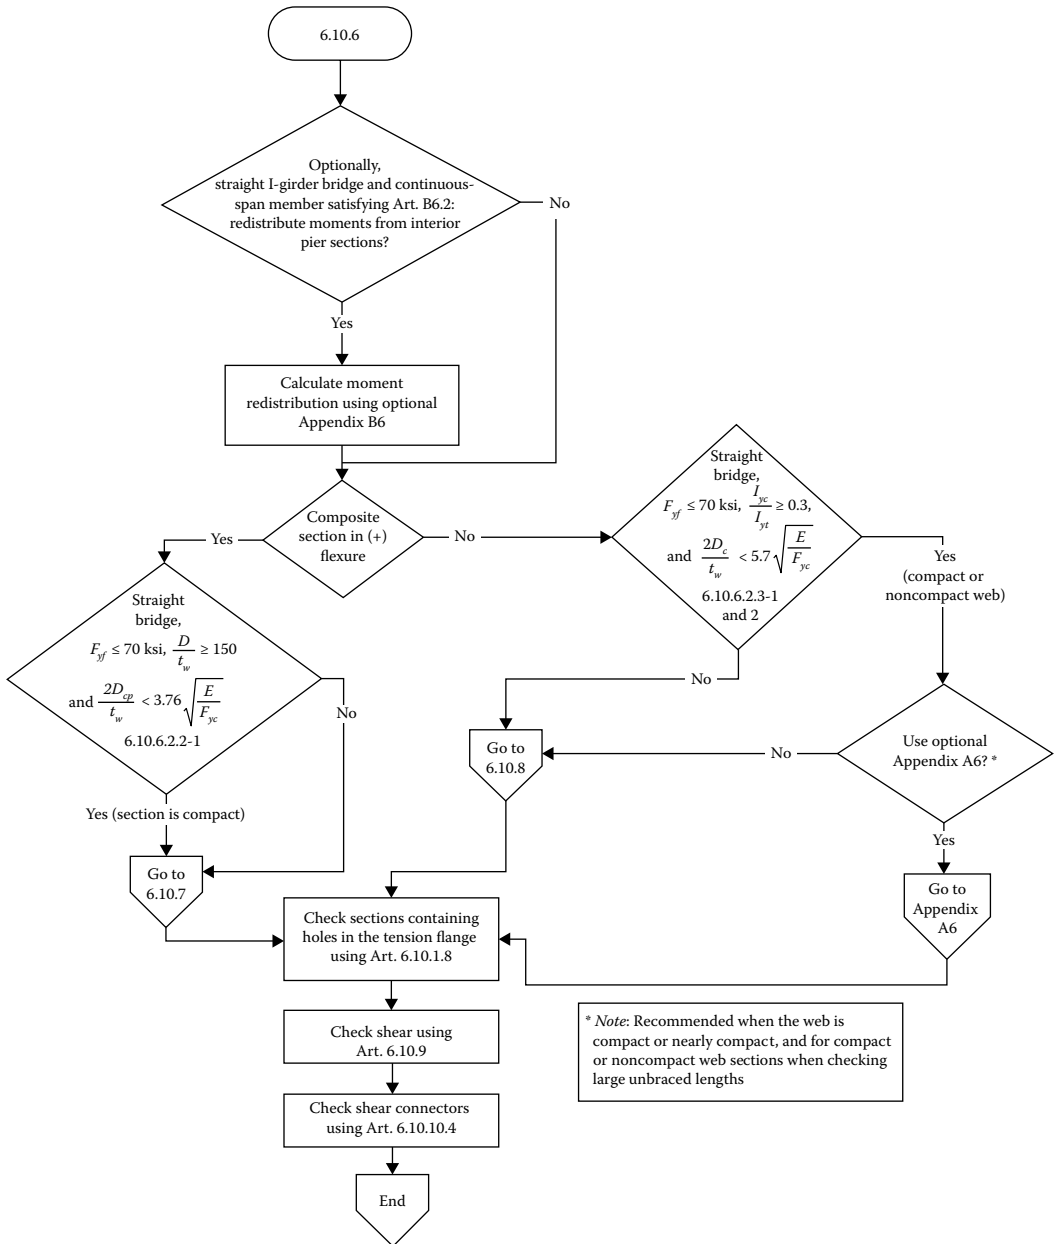 6.10.6
Optionally,
straight I-girder bridge and continuous-
span member satisfying Art. B6.2:
redistribute moments from interior
pier sections?
No
Yes
Calculate moment
redistribution using optional
Appendix B6
Composite
section in (+)
flexure
Yes
No
Straight
bridge,
F_yf ≤ 70 ksi, I_yc/I_yt ≥ 0.3,
and 2D_c/t_w < 5.7 √(E/F_yc)
6.10.6.2.3-1
and 2
Yes
(compact or
noncompact web)
No
Straight
bridge,
F_yf ≤ 70 ksi, D/t_w ≥ 150
and 2D_cp/t_w < 3.76 √(E/F_yc)
6.10.6.2.2-1
No
Yes (section is compact)
Go to
6.10.7
Go to
6.10.8
No
Use optional
Appendix A6? *
Yes
Go to
Appendix
A6
Check sections containing
holes in the tension flange
using Art. 6.10.1.8
Check shear using
Art. 6.10.9
Check shear connectors
using Art. 6.10.10.4
End
* Note: Recommended when the web is
compact or nearly compact, and for compact
or noncompact web sections when checking
large unbraced lengths